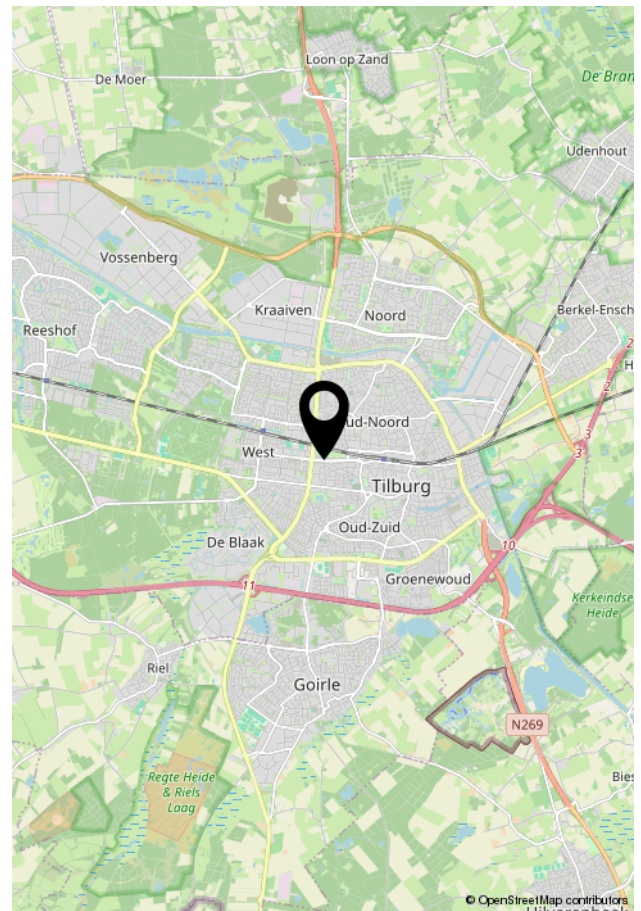 Loon op Zand
De Moer
De Bran
Udenhout
Vossenberg
Kraaiven
Noord
Berkel-Ensch
Reeshof
2
H
2
ud-Noord
3
West
3
Tilburg
Oud-Zuid
De Blaak
10
11
Groenewoud
Kerkeindse
Heide
Riel
Goirle
N269
Regte Heide
& Riels
Laag
Bies
© OpenStreetMap contributors
Hilvarenbeek